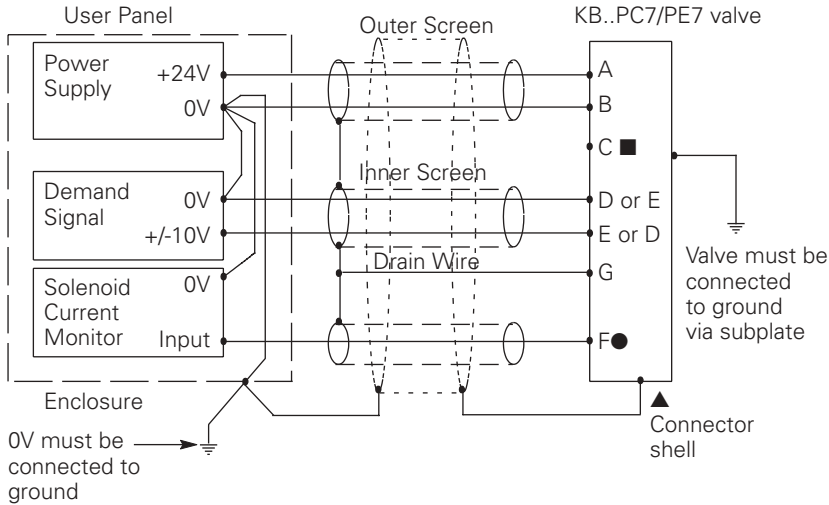 User Panel
Outer Screen
KB..PC7/PE7 valve
Power
Supply
+24V
0V
A
B
C ■
Inner Screen
Demand
Signal
0V
+/-10V
D or E
E or D
Drain Wire
G
Valve must be
connected
to ground
via subplate
Solenoid
Current
Monitor
0V
Input
F●
Enclosure
▲
Connector
shell
0V must be
connected to
ground